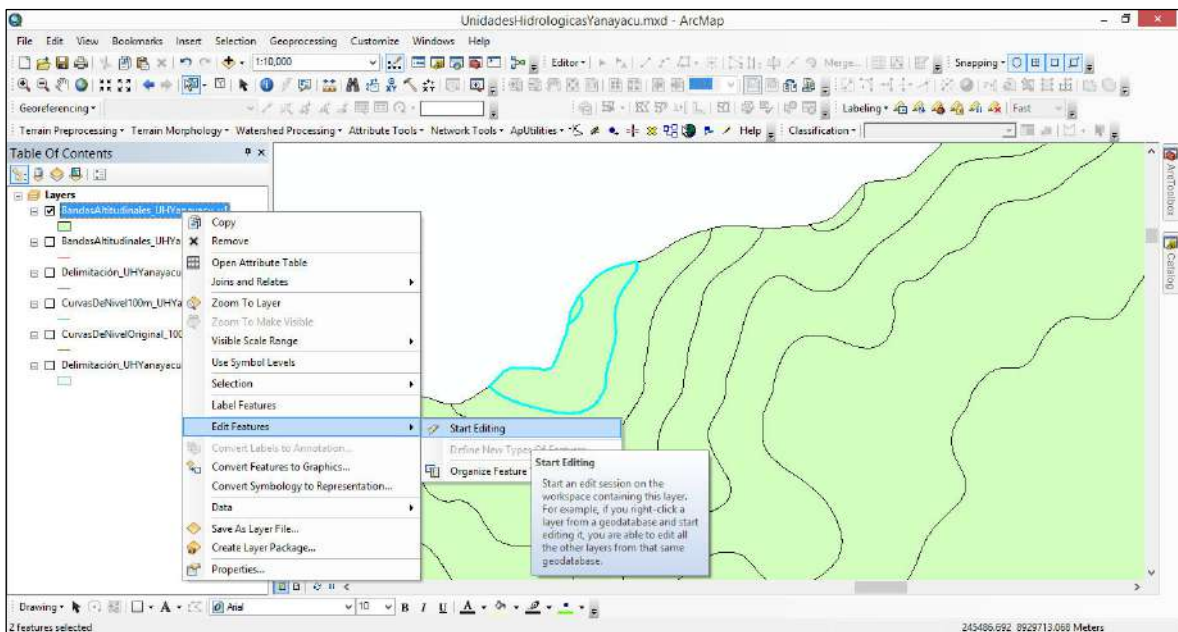 UnidadesHidrologicasYanayacu.mxd - ArcMap
File Edit View Bookmarks Insert Selection Geoprocessing Customize Windows Help
1:10,000 Editor Merge... Snapping
Georeferencing Labeling Fast
Terrain Preprocessing Terrain Morphology Watershed Processing Attribute Tools Network Tools ApUtilities Help Classification
Table Of Contents
Layers
BandasAltitudinales_UHYanayacu_v1
BandasAltitudinales_UHYa
Delimitación_UHYanayacu
CurvasDeNivel100m_UHYa
CurvasDeNivelOriginal_100
Delimitación_UHYanayacu
Copy
Remove
Open Attribute Table
Joins and Relates
Zoom To Layer
Zoom To Make Visible
Visible Scale Range
Use Symbol Levels
Selection
Label Features
Edit Features
Convert Labels to Annotation...
Convert Features to Graphics...
Convert Symbology to Representation...
Data
Save As Layer File...
Create Layer Package...
Properties...
Start Editing
Define New Types Of Features...
Organize Feature
Start Editing
Start an edit session on the
workspace containing this layer.
For example, if you right-click a
layer from a geodatabase and start
editing it, you are able to edit all
the other layers from that same
geodatabase.
ArcToolbox
Catalog
Drawing A Arial 10 B I U A
2 features selected
245486.692 8929713.068 Meters